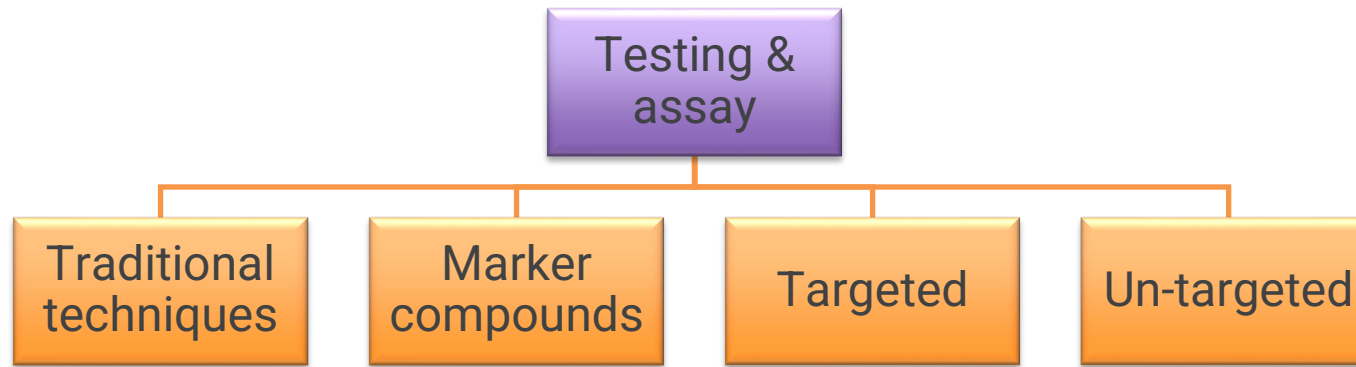 Testing &
assay
Traditional
techniques
Marker
compounds
Targeted
Un-targeted